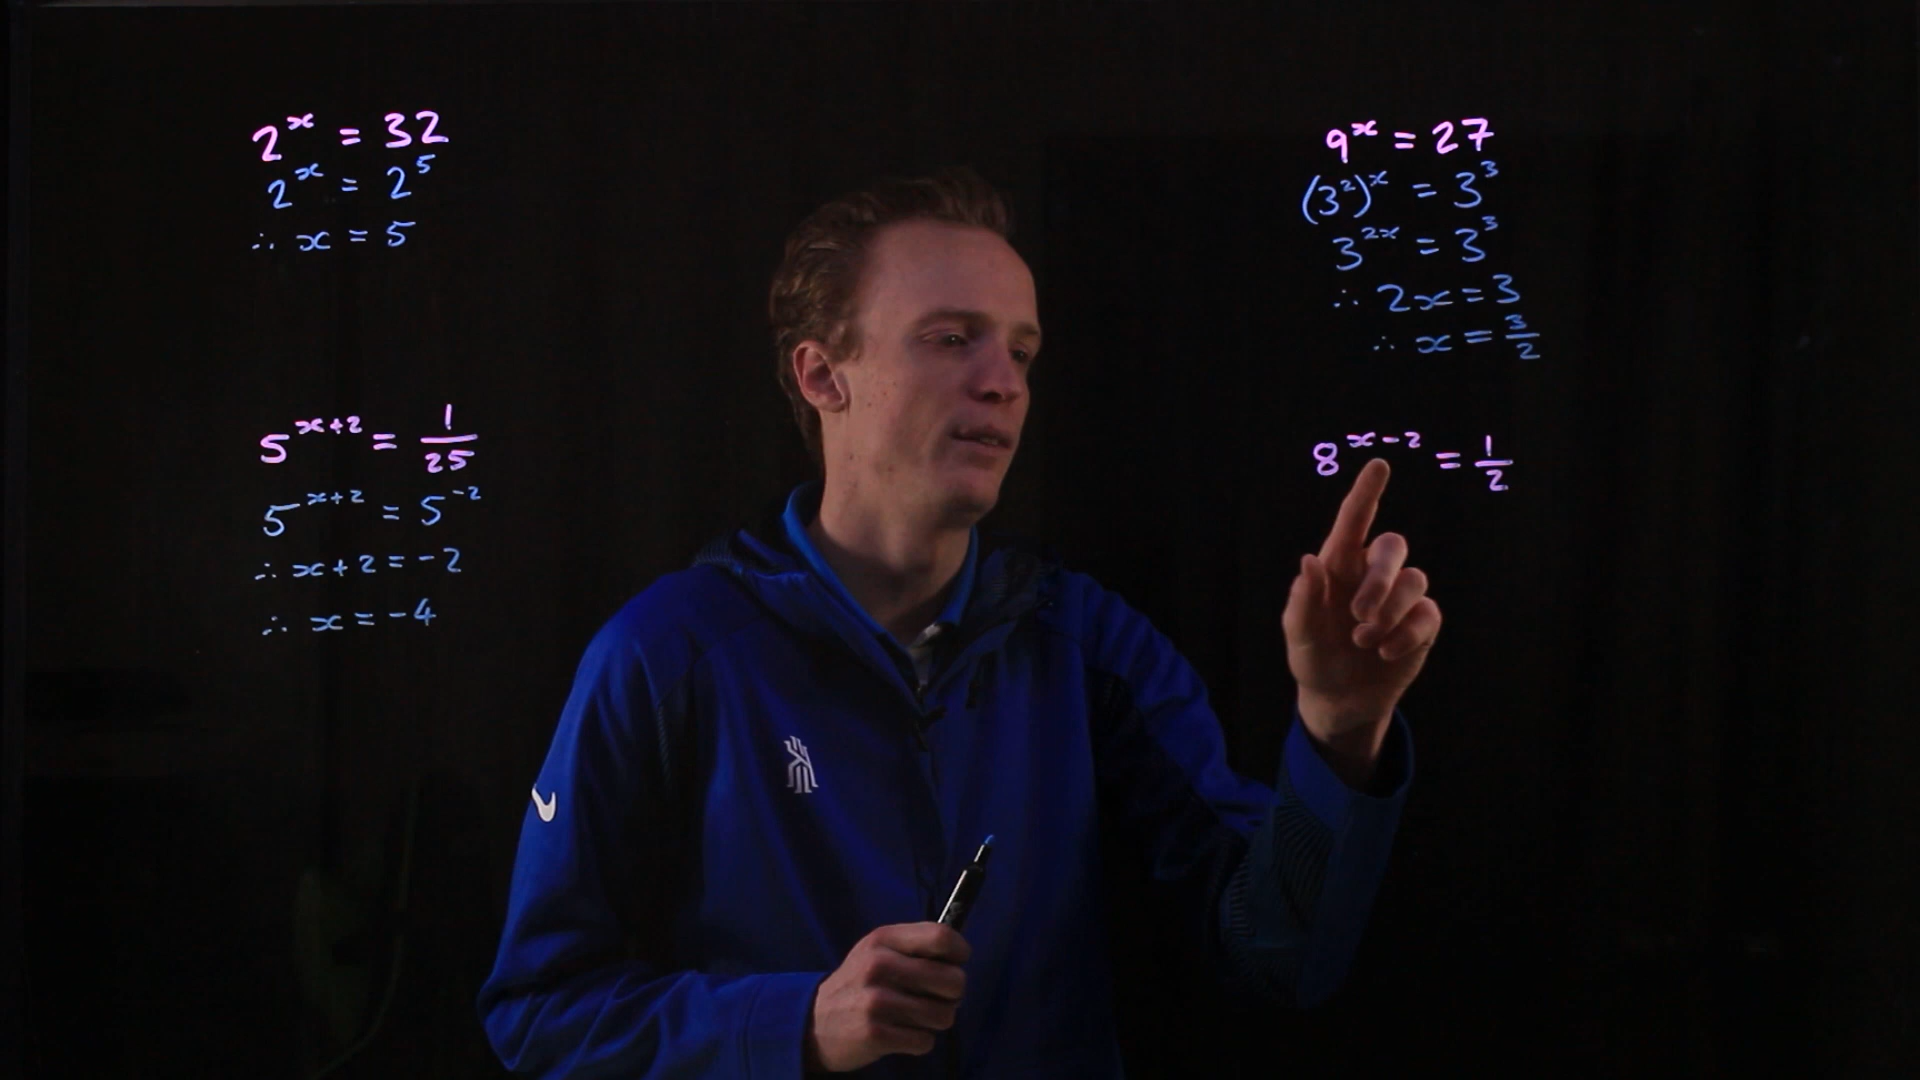 2^x = 32
2^x = 2^5
∴ x = 5
5^(x+2) = 1/25
5^(x+2) = 5^(-2)
∴ x+2 = -2
∴ x = -4
9^x = 27
(3^2)^x = 3^3
3^(2x) = 3^3
∴ 2x = 3
∴ x = 3/2
8^(x-2) = 1/2